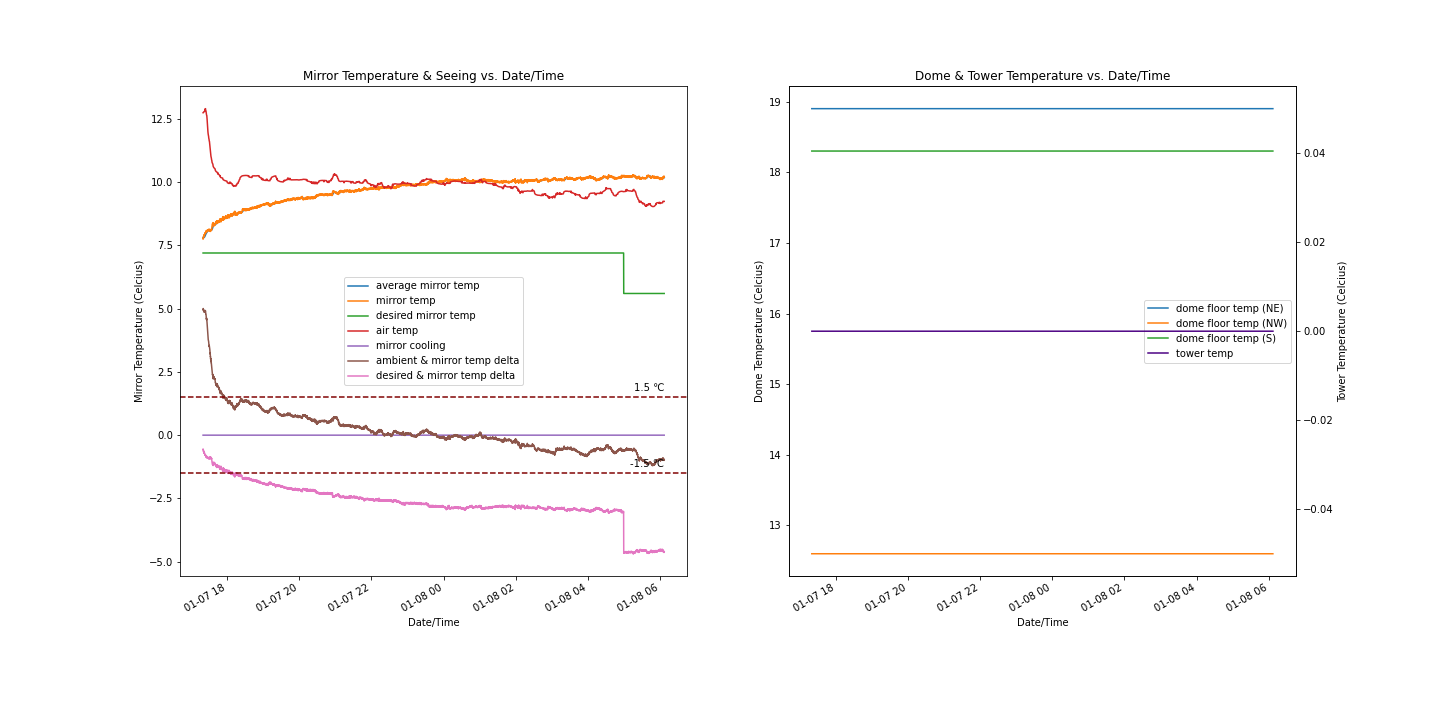 Mirror Temperature & Seeing vs. Date/Time
12.5
10.0
7.5
5.0
2.5
0.0
−2.5
−5.0
Mirror Temperature (Celcius)
average mirror temp
mirror temp
desired mirror temp
air temp
mirror cooling
ambient & mirror temp delta
desired & mirror temp delta
1.5 °C
-1.5 °C
01-07 18
01-07 20
01-07 22
01-08 00
01-08 02
01-08 04
01-08 06
Date/Time
Dome & Tower Temperature vs. Date/Time
19
18
17
16
15
14
13
Dome Temperature (Celcius)
dome floor temp (NE)
dome floor temp (NW)
dome floor temp (S)
tower temp
0.04
0.02
0.00
−0.02
−0.04
Tower Temperature (Celcius)
01-07 18
01-07 20
01-07 22
01-08 00
01-08 02
01-08 04
01-08 06
Date/Time